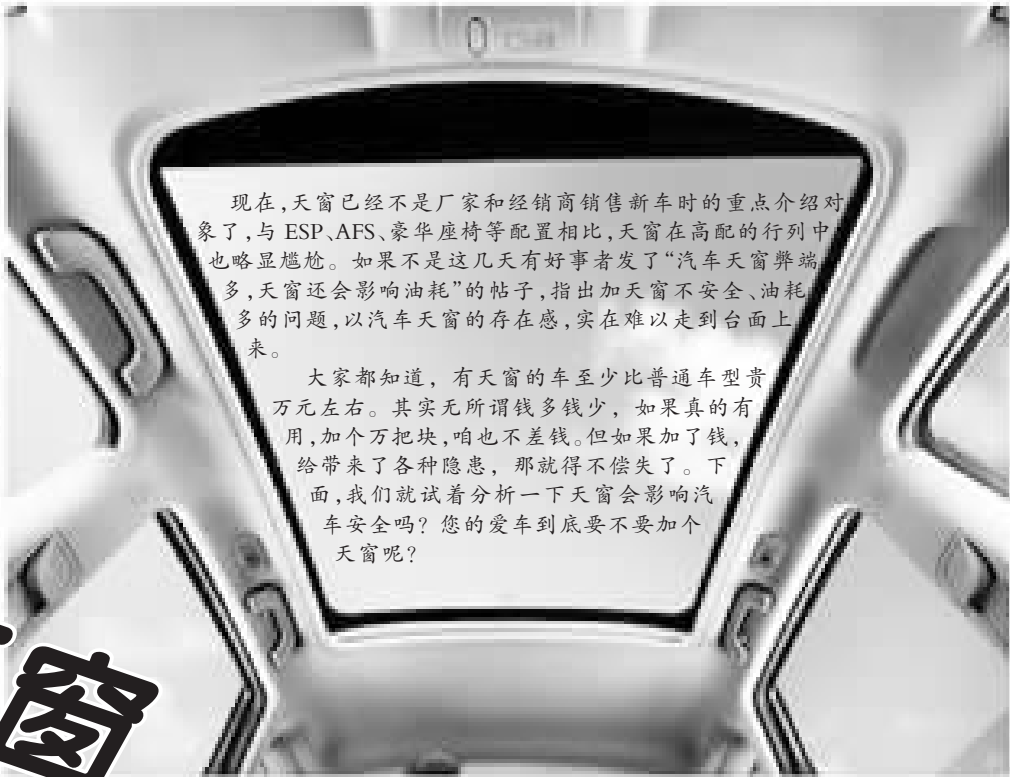 现在,天窗已经不是厂家和经销商销售新车时的重点介绍对
象了,与 ESP、AFS、豪华座椅等配置相比,天窗在高配的行列中
也略显尴尬。如果不是这几天有好事者发了“汽车天窗弊端
多,天窗还会影响油耗”的帖子,指出加天窗不安全、油耗
多的问题,以汽车天窗的存在感,实在难以走到台面上
来。
大家都知道，有天窗的车至少比普通车型贵
万元左右。其实无所谓钱多钱少，如果真的有
用,加个万把块,咱也不差钱。但如果加了钱,
给带来了各种隐患，那就得不偿失了。下
面,我们就试着分析一下天窗会影响汽
车安全吗？您的爱车到底要不要加个
天窗呢？
窗